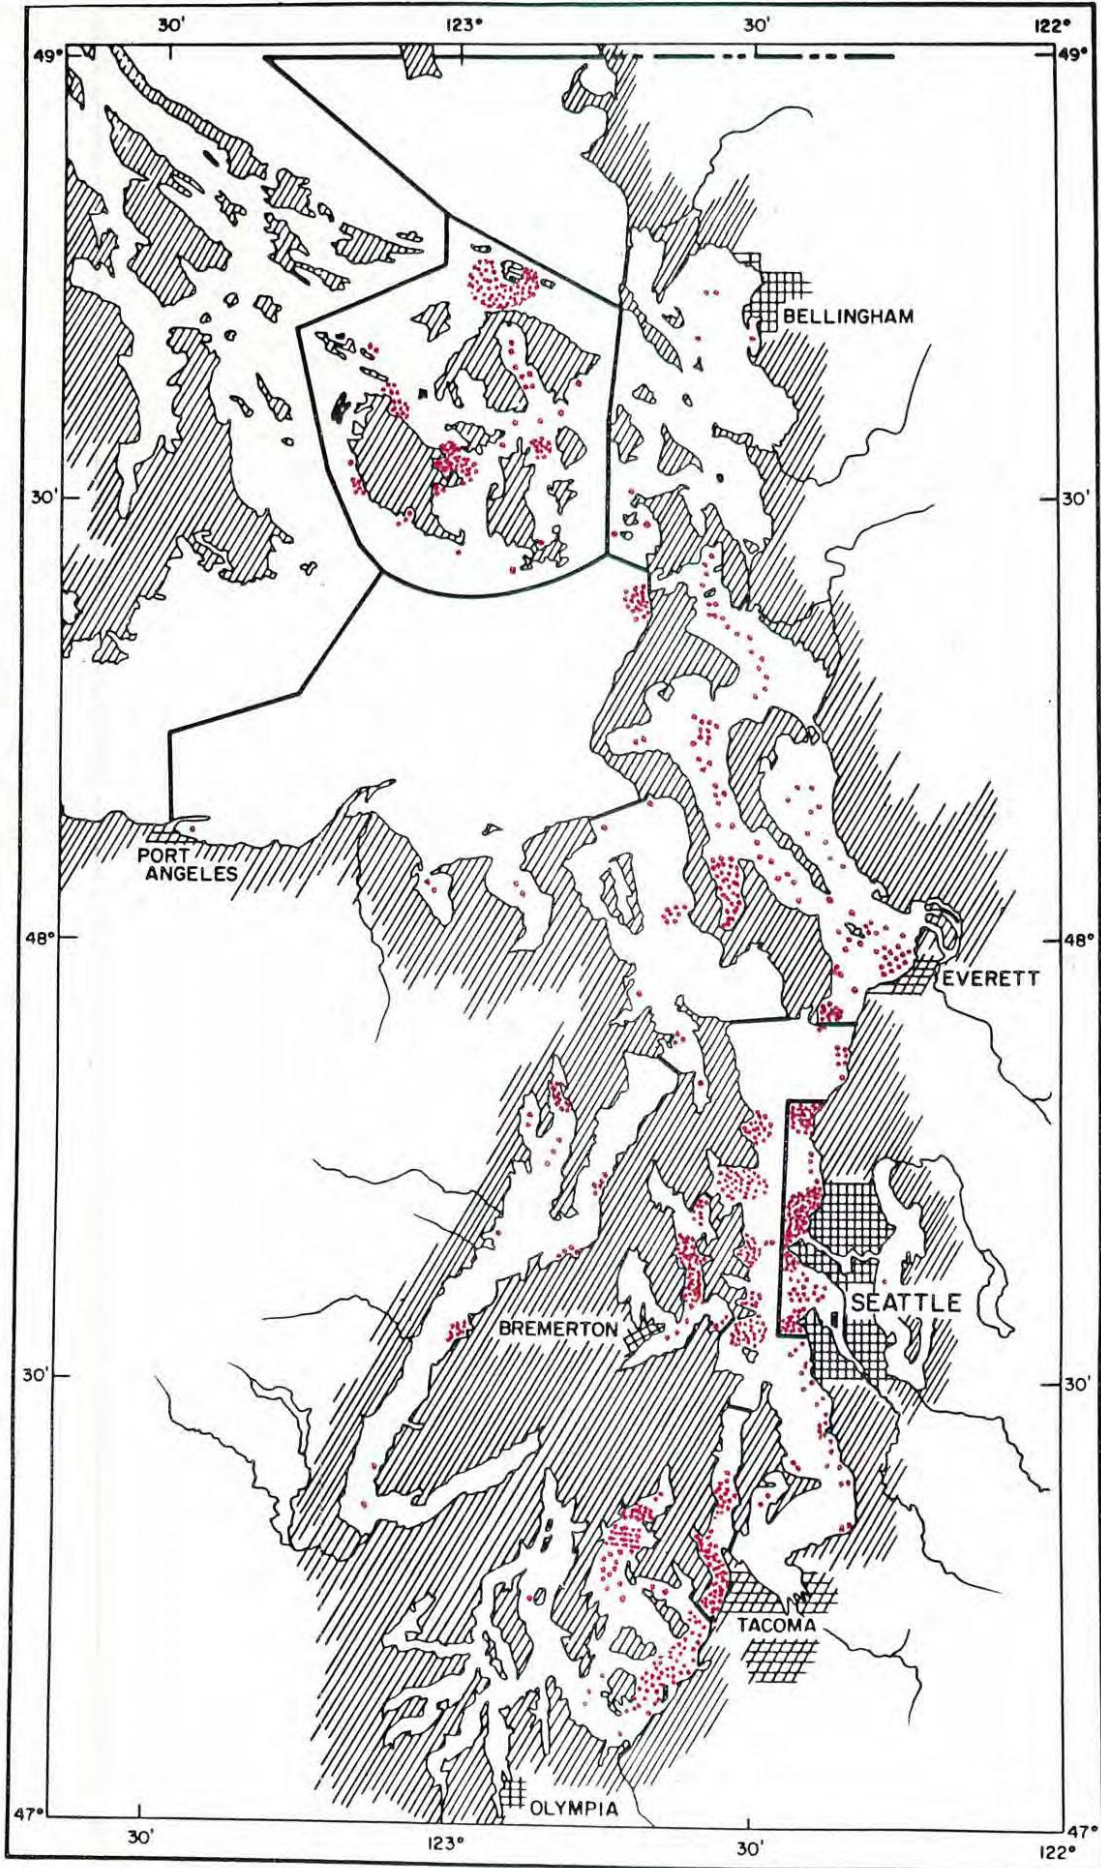 30'
123°
30'
122°
49°
49°
BELLINGHAM
30'
30'
PORT
ANGELES
48°
48°
EVERETT
SEATTLE
BREMERTON
30'
30'
TACOMA
OLYMPIA
47°
47°
30'
123°
30'
122°